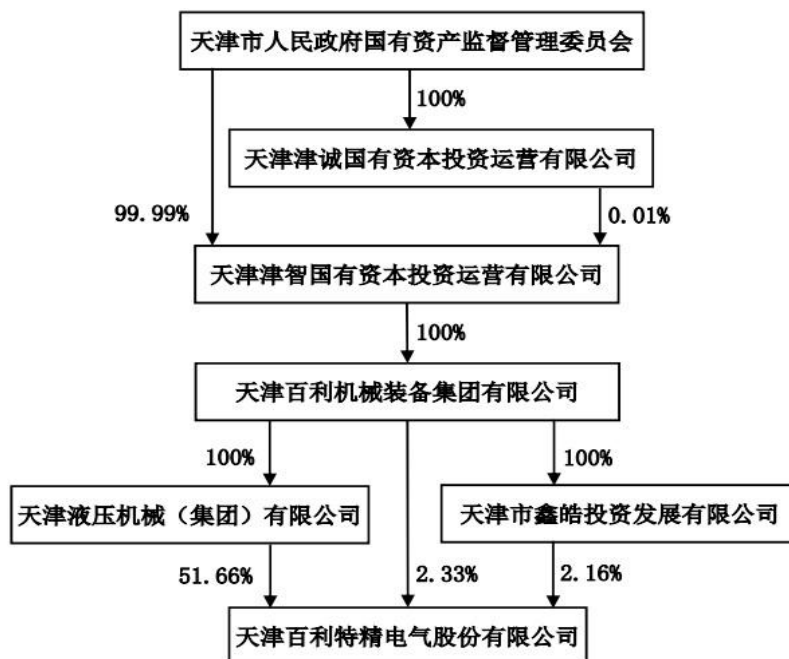 天津市人民政府国有资产监督管理委员会
100%
天津津诚国有资本投资运营有限公司
99.99%
0.01%
天津津智国有资本投资运营有限公司
100%
天津百利机械装备集团有限公司
100%
100%
天津液压机械（集团）有限公司
天津市鑫皓投资发展有限公司
51.66%
2.33%
2.16%
天津百利特精电气股份有限公司